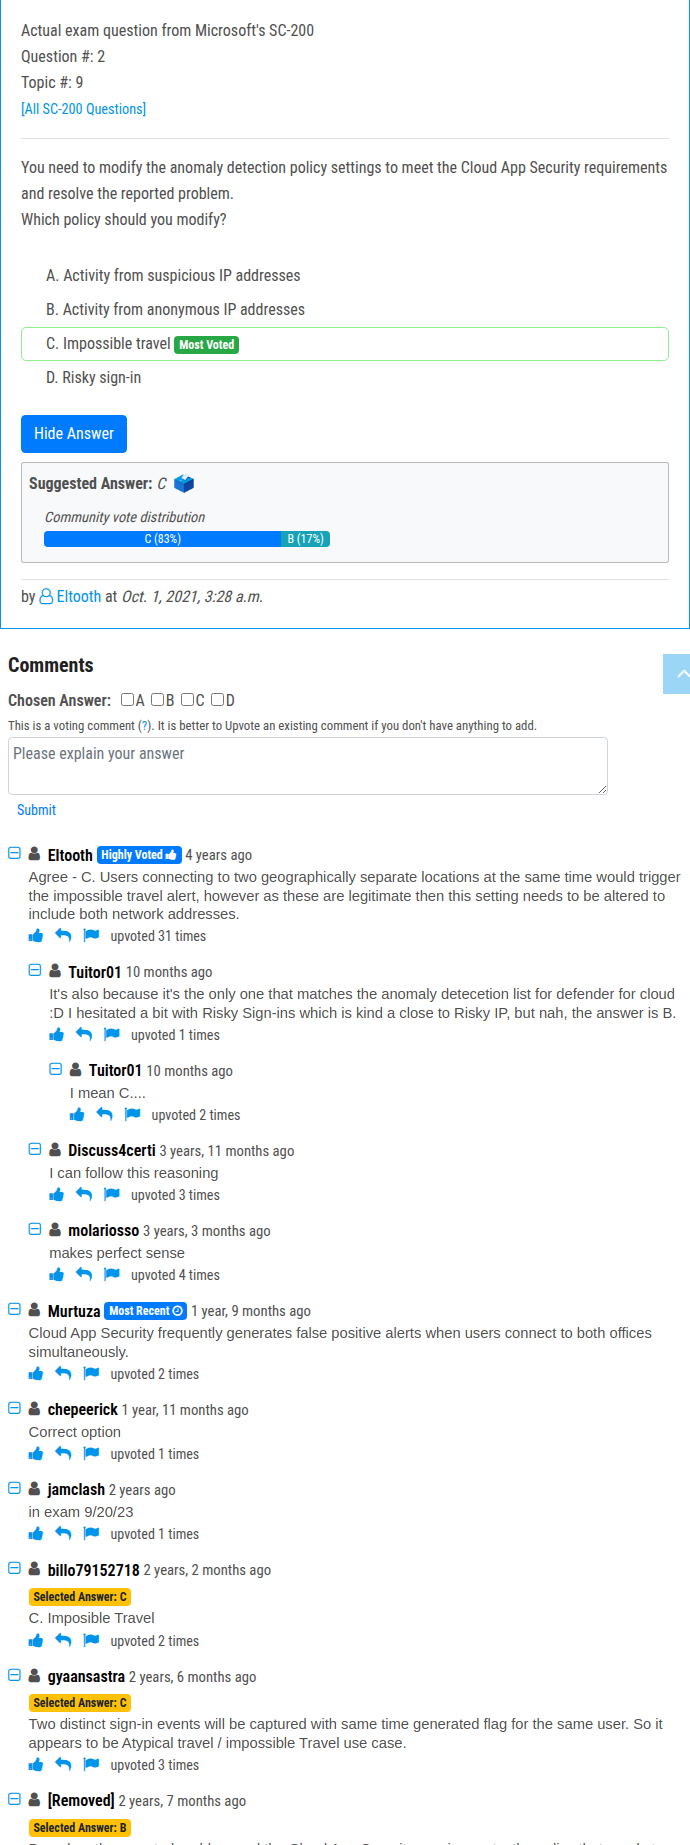 Actual exam question from Microsoft's SC-200
Question #: 2
Topic #: 9
[All SC-200 Questions]
You need to modify the anomaly detection policy settings to meet the Cloud App Security requirements
and resolve the reported problem.
Which policy should you modify?
A. Activity from suspicious IP addresses
B. Activity from anonymous IP addresses
C. Impossible travel Most Voted
D. Risky sign-in
Hide Answer
Suggested Answer: C
Community vote distribution
C (83%) B (17%)
by Eltooth at Oct. 1, 2021, 3:28 a.m.
Comments
Chosen Answer: A B C D
This is a voting comment (?). It is better to Upvote an existing comment if you don't have anything to add.
Please explain your answer
Submit
Eltooth Highly Voted 4 years ago
Agree - C. Users connecting to two geographically separate locations at the same time would trigger
the impossible travel alert, however as these are legitimate then this setting needs to be altered to
include both network addresses.
upvoted 31 times
Tuitor01 10 months ago
It's also because it's the only one that matches the anomaly detecetion list for defender for cloud
:D I hesitated a bit with Risky Sign-ins which is kind a close to Risky IP, but nah, the answer is B.
upvoted 1 times
Tuitor01 10 months ago
I mean C....
upvoted 2 times
Discuss4certi 3 years, 11 months ago
I can follow this reasoning
upvoted 3 times
molariosso 3 years, 3 months ago
makes perfect sense
upvoted 4 times
Murtuza Most Recent 1 year, 9 months ago
Cloud App Security frequently generates false positive alerts when users connect to both offices
simultaneously.
upvoted 2 times
chepeerick 1 year, 11 months ago
Correct option
upvoted 1 times
jamclash 2 years ago
in exam 9/20/23
upvoted 1 times
billo79152718 2 years, 2 months ago
Selected Answer: C
C. Imposible Travel
upvoted 2 times
gyaansastra 2 years, 6 months ago
Selected Answer: C
Two distinct sign-in events will be captured with same time generated flag for the same user. So it
appears to be Atypical travel / impossible Travel use case.
upvoted 3 times
[Removed] 2 years, 7 months ago
Selected Answer: B